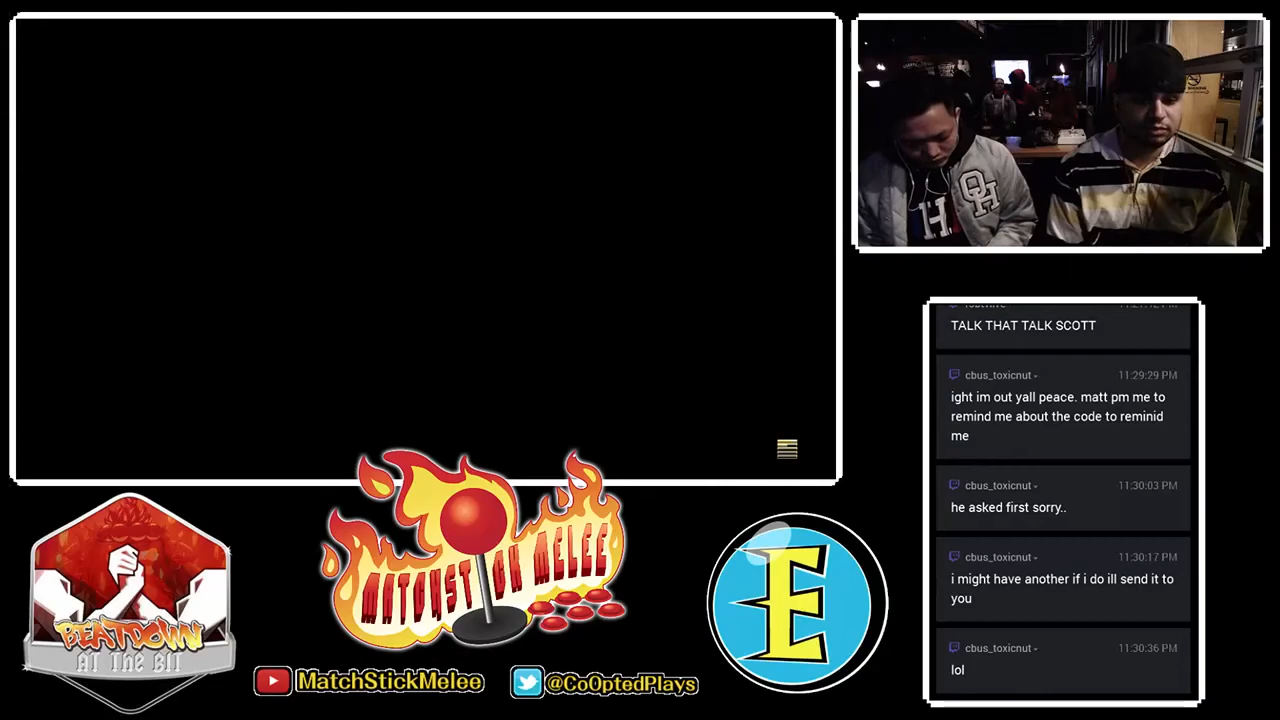 TALK THAT TALK SCOTT
cbus_toxicnut 11:29:29 PM
ight im out yall peace. matt pm me to
remind me about the code to reminid
me
cbus_toxicnut 11:30:03 PM
he asked first sorry..
cbus_toxicnut 11:30:17 PM
i might have another if i do ill send it to
you
cbus_toxicnut 11:30:36 PM
lol
OH
H
BEATDOWN
AT THE BIT
MATCHSTICK MELEE
E
MatchStickMelee
@CoOptedPlays